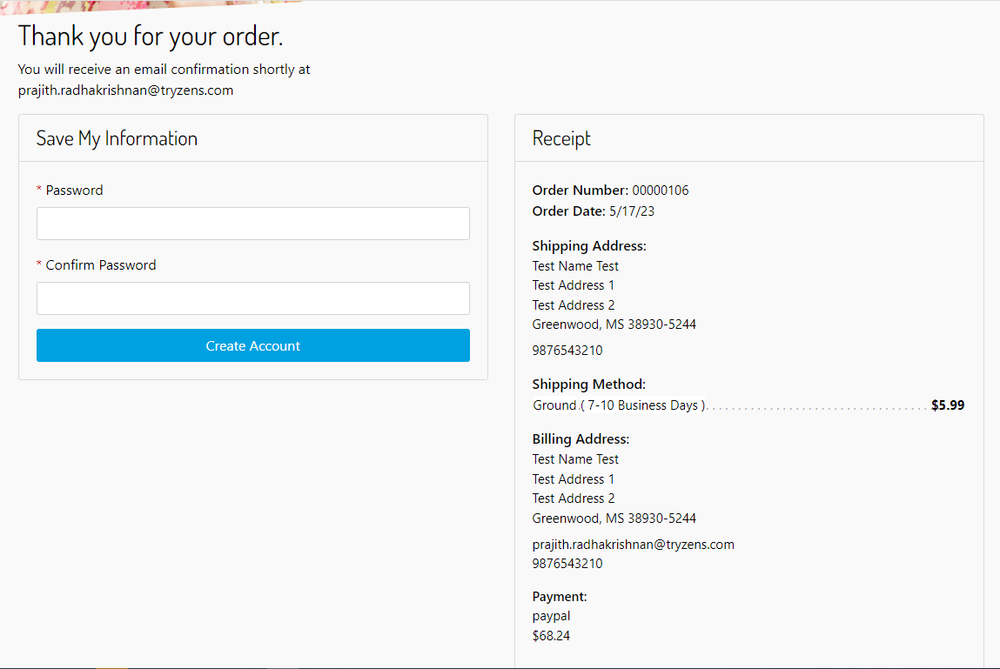 Thank you for your order.
You will receive an email confirmation shortly at
prajith.radhakrishnan@tryzens.com
Save My Information
* Password
* Confirm Password
Create Account
Receipt
Order Number: 00000106
Order Date: 5/17/23
Shipping Address:
Test Name Test
Test Address 1
Test Address 2
Greenwood, MS 38930-5244
9876543210
Shipping Method:
Ground ( 7-10 Business Days ) $5.99
Billing Address:
Test Name Test
Test Address 1
Test Address 2
Greenwood, MS 38930-5244
prajith.radhakrishnan@tryzens.com
9876543210
Payment:
paypal
$68.24